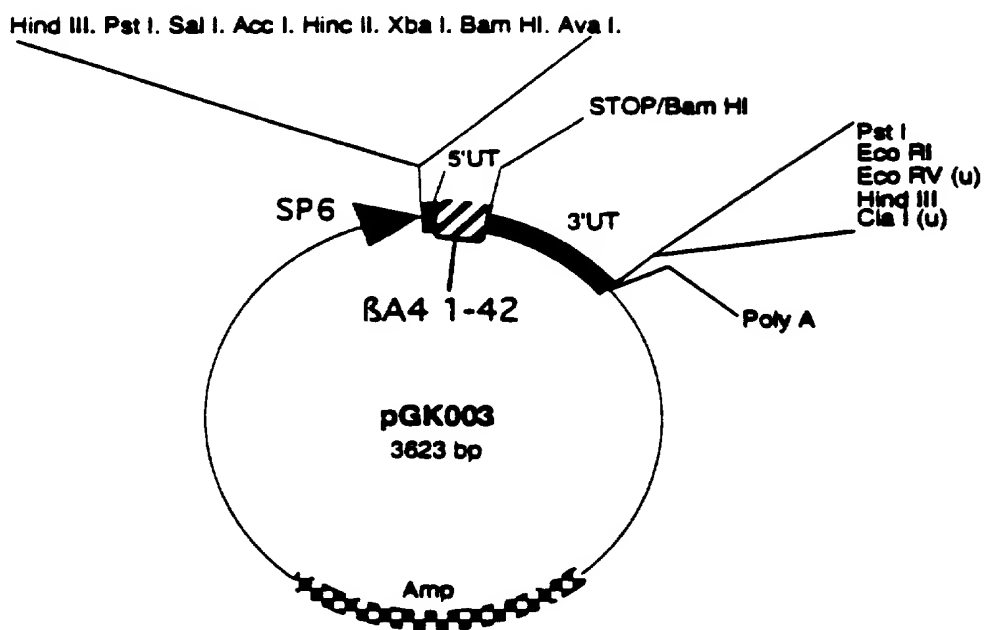 Hind III. Pst I. Sal I. Acc I. Hinc II. Xba I. Bam HI. Ava I.
STOP/Bam HI
5'UT
Pst I
Eco RI
Eco RV (u)
Hind III
Cla I (u)
SP6
3'UT
βA4 1-42
Poly A
pGK003
3623 bp
Amp